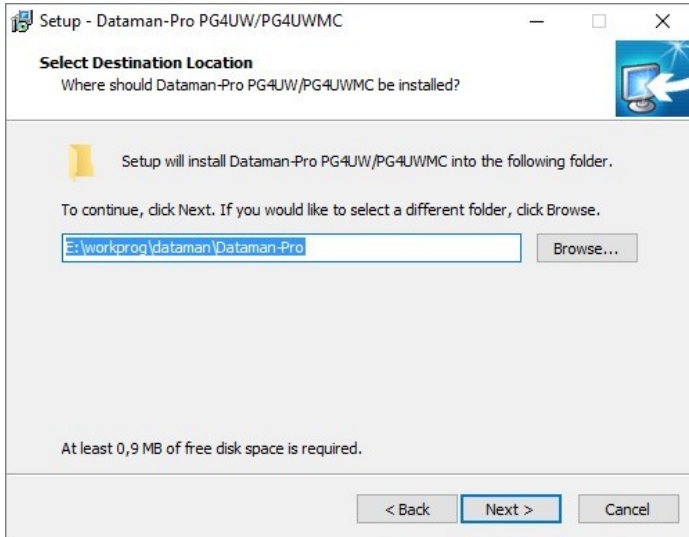 Setup - Dataman-Pro PG4UW/PG4UWMC
Select Destination Location
Where should Dataman-Pro PG4UW/PG4UWMC be installed?
Setup will install Dataman-Pro PG4UW/PG4UWMC into the following folder.
To continue, click Next. If you would like to select a different folder, click Browse.
E:\workprog\dataman\Dataman-Pro
Browse...
At least 0,9 MB of free disk space is required.
< Back
Next >
Cancel